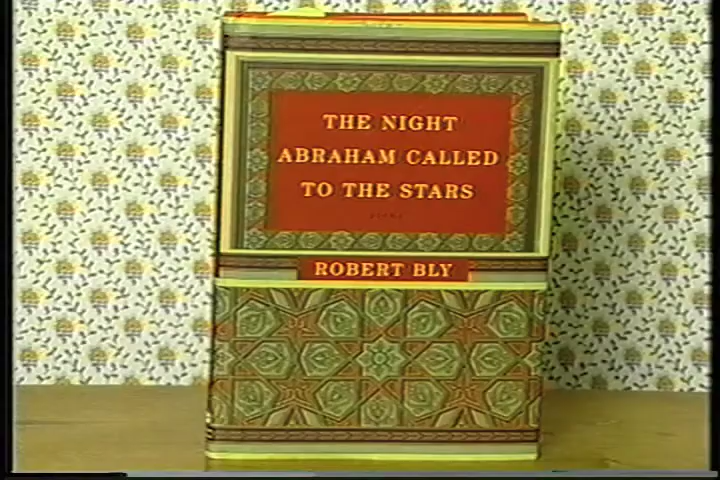 THE NIGHT
ABRAHAM CALLED
TO THE STARS
ROBERT BLY